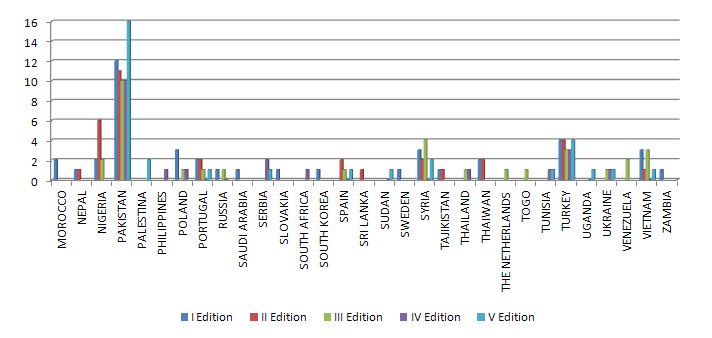 16
14
12
10
8
6
4
2
0
MOROCCO
NEPAL
NIGERIA
PAKISTAN
PALESTINA
PHILIPPINES
POLAND
PORTUGAL
RUSSIA
SAUDI ARABIA
SERBIA
SLOVAKIA
SOUTH AFRICA
SOUTH KOREA
SPAIN
SRI LANKA
SUDAN
SWEDEN
SYRIA
TAJIKISTAN
THAILAND
THAIWAN
THE NETHERLANDS
TOGO
TUNISIA
TURKEY
UGANDA
UKRAINE
VENEZUELA
VIETNAM
ZAMBIA
I Edition II Edition III Edition IV Edition V Edition